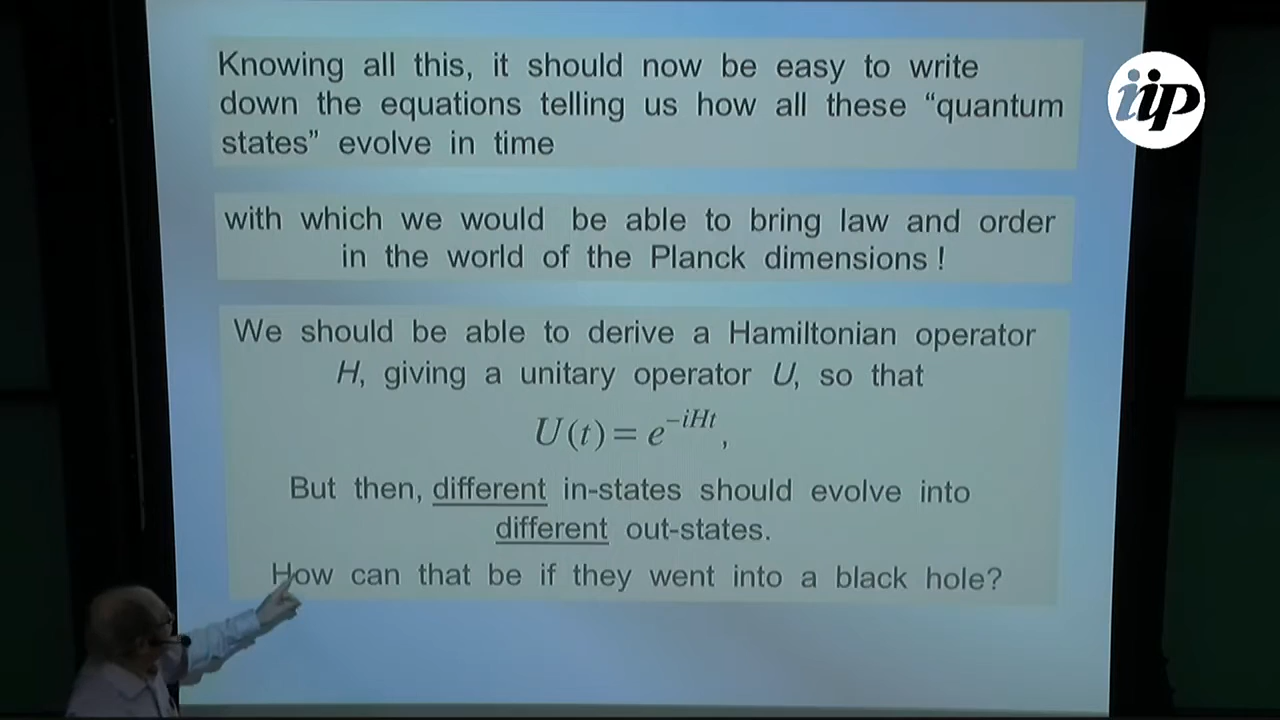 Knowing all this, it should now be easy to write
down the equations telling us how all these “quantum
states” evolve in time
with which we would be able to bring law and order
in the world of the Planck dimensions !
We should be able to derive a Hamiltonian operator
H, giving a unitary operator U, so that
U(t) = e^{-iHt},
But then, different in-states should evolve into
different out-states.
How can that be if they went into a black hole?
iip